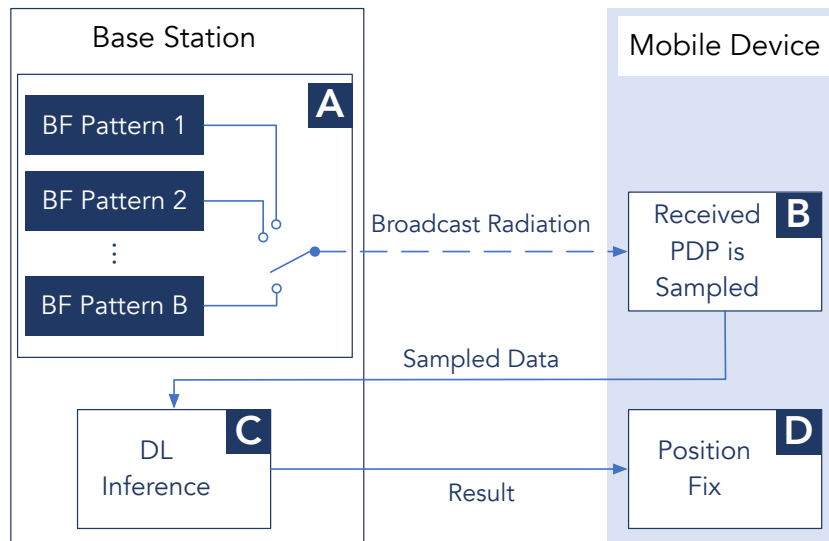 Base Station
Mobile Device
A
BF Pattern 1
BF Pattern 2
⋮
BF Pattern B
Broadcast Radiation
B
Received
PDP is
Sampled
Sampled Data
C
DL
Inference
Result
D
Position
Fix